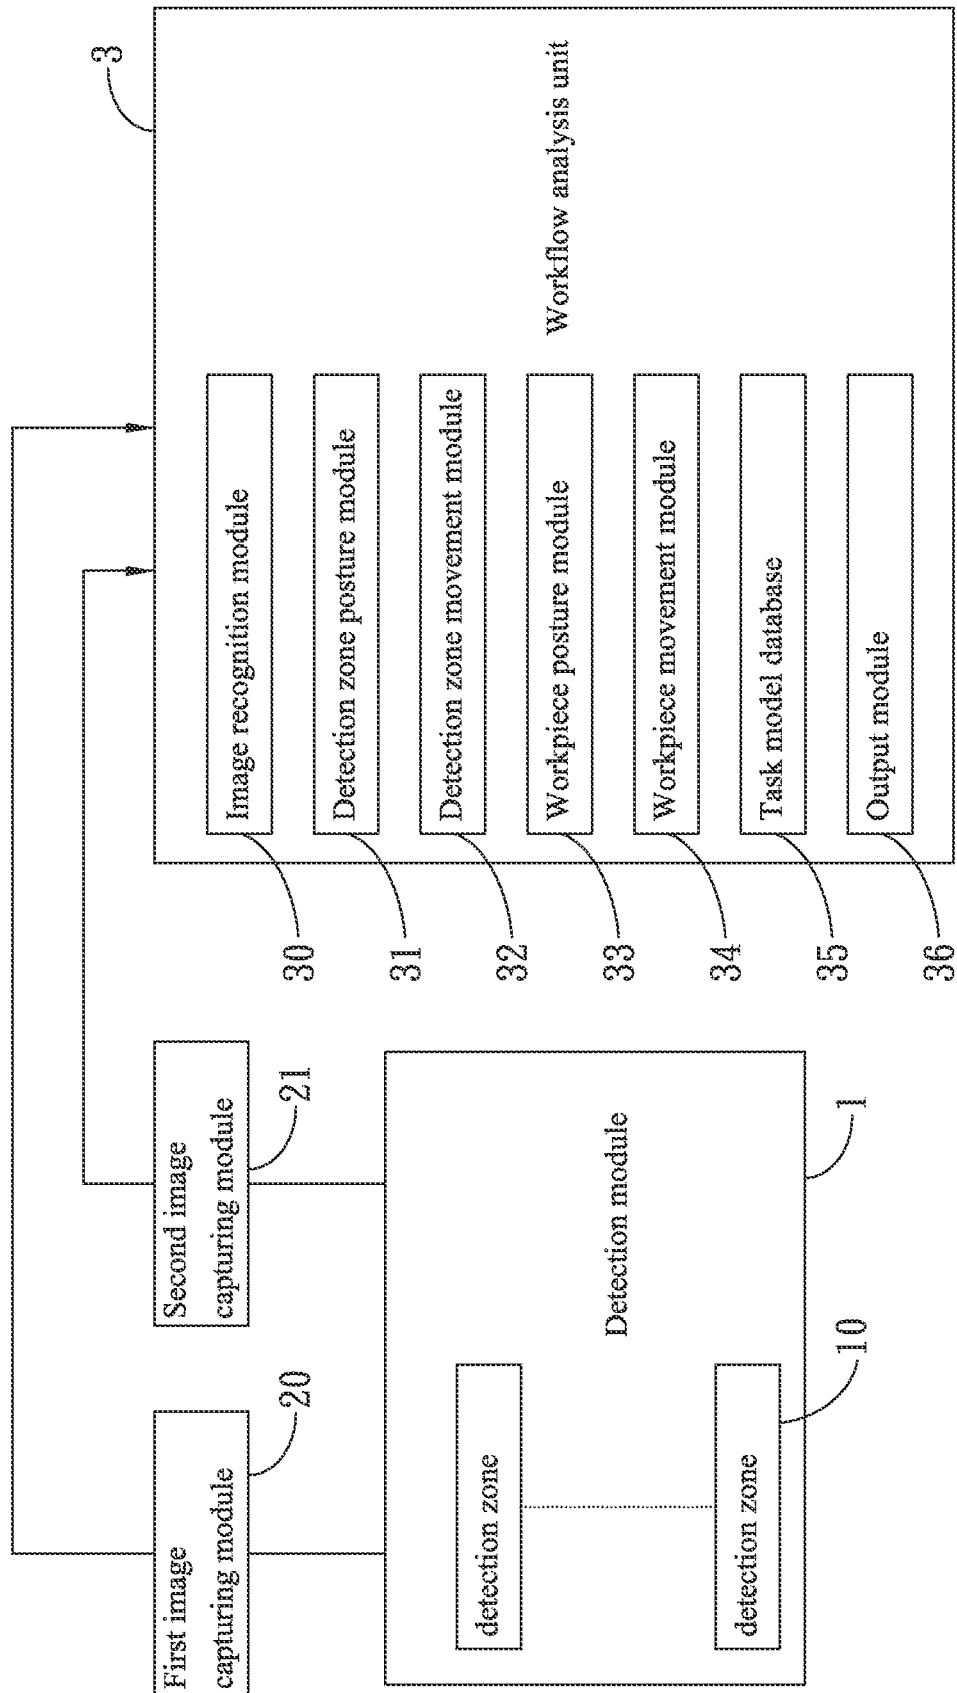 First image
capturing module
20
Second image
capturing module
21
detection zone
detection zone
10
Detection module
1
30
31
32
33
34
35
36
Image recognition module
Detection zone posture module
Detection zone movement module
Workpiece posture module
Workpiece movement module
Task model database
Output module
Workflow analysis unit
3